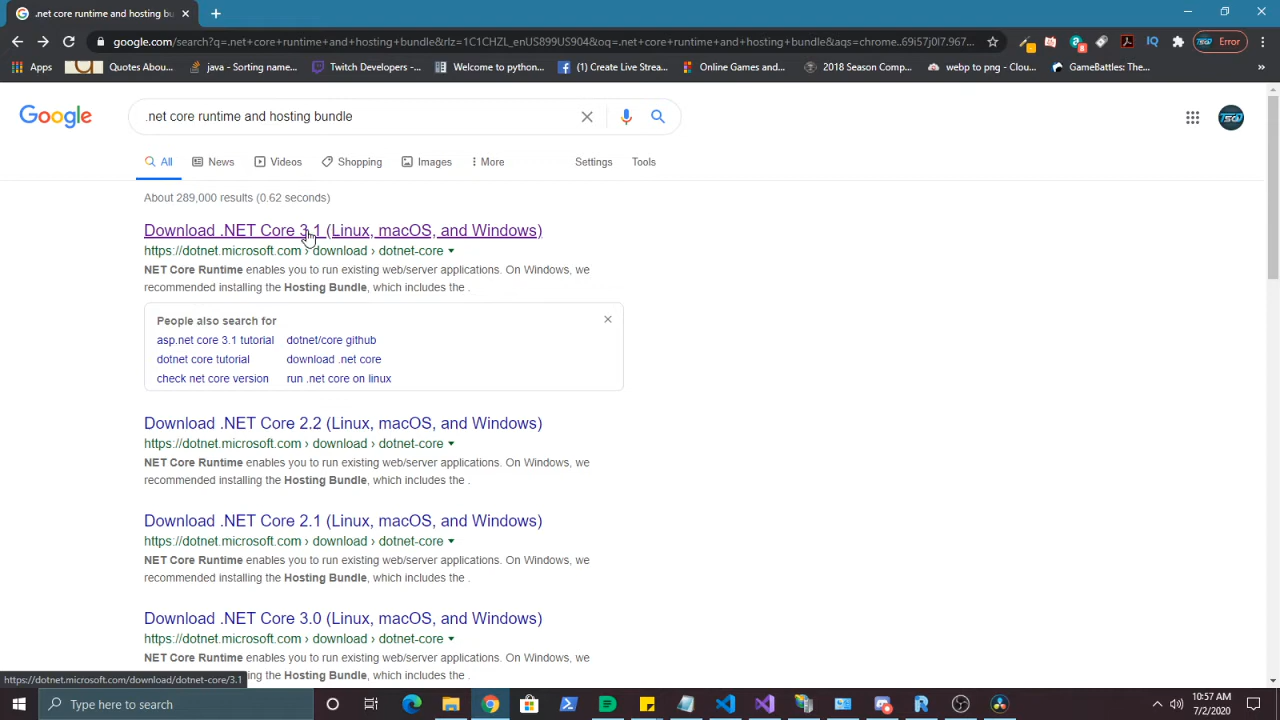 .net core runtime and hosting bu
google.com/search?q=.net+core+runtime+and+hosting+bundle&rlz=1C1CHZL_enUS899US904&oq=.net+core+runtime+and+hosting+bundle&aqs=chrome..69i57j0l7.967...
Error
Apps
Quotes About...
java - Sorting name...
Twitch Developers -...
Welcome to python...
(1) Create Live Strea...
Online Games and...
2018 Season Comp...
webp to png - Clou...
GameBattles: The...
»
Google
.net core runtime and hosting bundle
All
News
Videos
Shopping
Images
More
Settings
Tools
About 289,000 results (0.62 seconds)
Download .NET Core 3.1 (Linux, macOS, and Windows)
https://dotnet.microsoft.com › download › dotnet-core
NET Core Runtime enables you to run existing web/server applications. On Windows, we
recommended installing the Hosting Bundle, which includes the .
People also search for
asp.net core 3.1 tutorial dotnet/core github
dotnet core tutorial download .net core
check net core version run .net core on linux
Download .NET Core 2.2 (Linux, macOS, and Windows)
https://dotnet.microsoft.com › download › dotnet-core
NET Core Runtime enables you to run existing web/server applications. On Windows, we
recommended installing the Hosting Bundle, which includes the .
Download .NET Core 2.1 (Linux, macOS, and Windows)
https://dotnet.microsoft.com › download › dotnet-core
NET Core Runtime enables you to run existing web/server applications. On Windows, we
recommended installing the Hosting Bundle, which includes the .
Download .NET Core 3.0 (Linux, macOS, and Windows)
https://dotnet.microsoft.com › download › dotnet-core
NET Core Runtime enables you to run existing web/server applications. On Windows, we
g the Hosting Bundle, which includes the .
https://dotnet.microsoft.com/download/dotnet-core/3.1
Type here to search
10:57 AM
7/2/2020